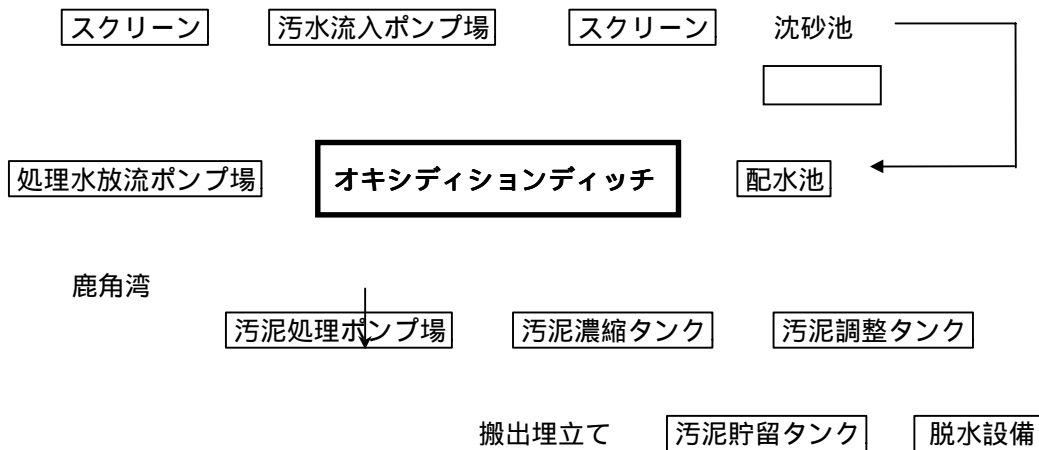 スクリーン 汚水流入ポンプ場 スクリーン 沈砂池
処理水放流ポンプ場 オキシディションディッチ 配水池
鹿角湾
汚泥処理ポンプ場 汚泥濃縮タンク 汚泥調整タンク
搬出埋立て 汚泥貯留タンク 脱水設備